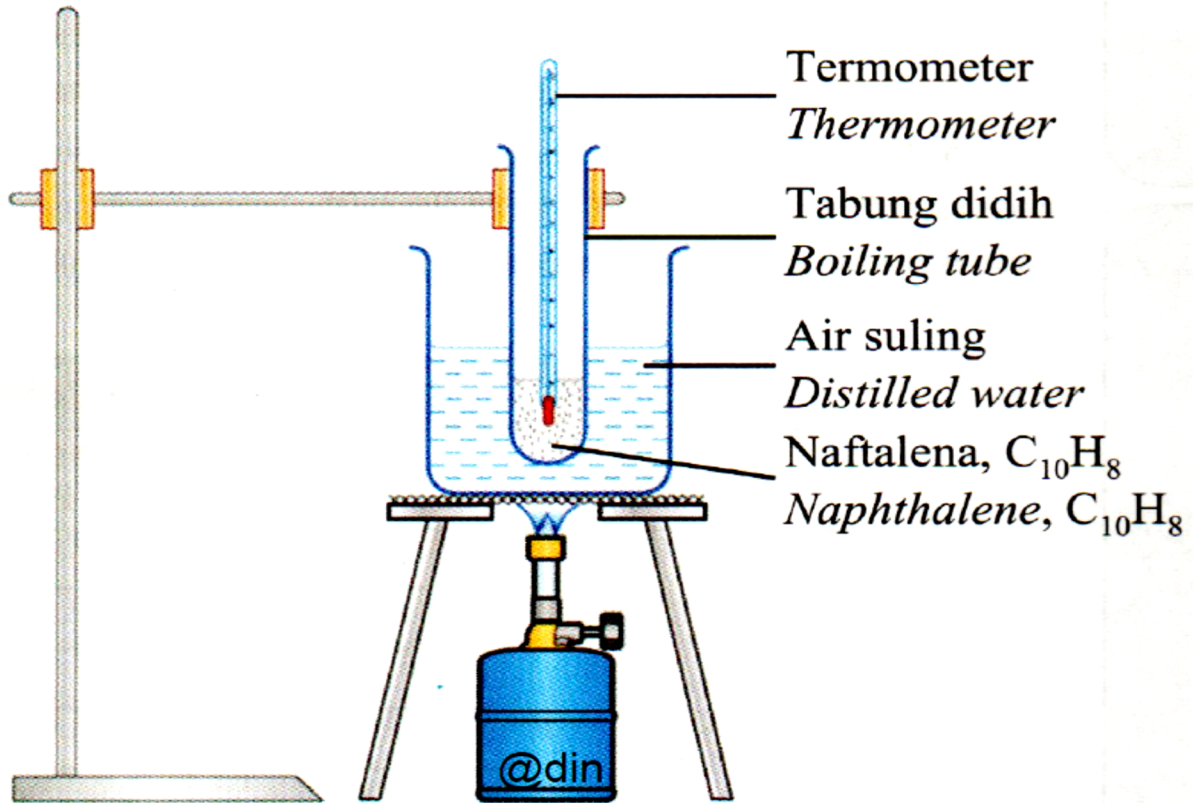 Termometer
Thermometer
Tabung didih
Boiling tube
Air suling
Distilled water
Naftalena, C₁₀H₈
Naphthalene, C₁₀H₈
@din